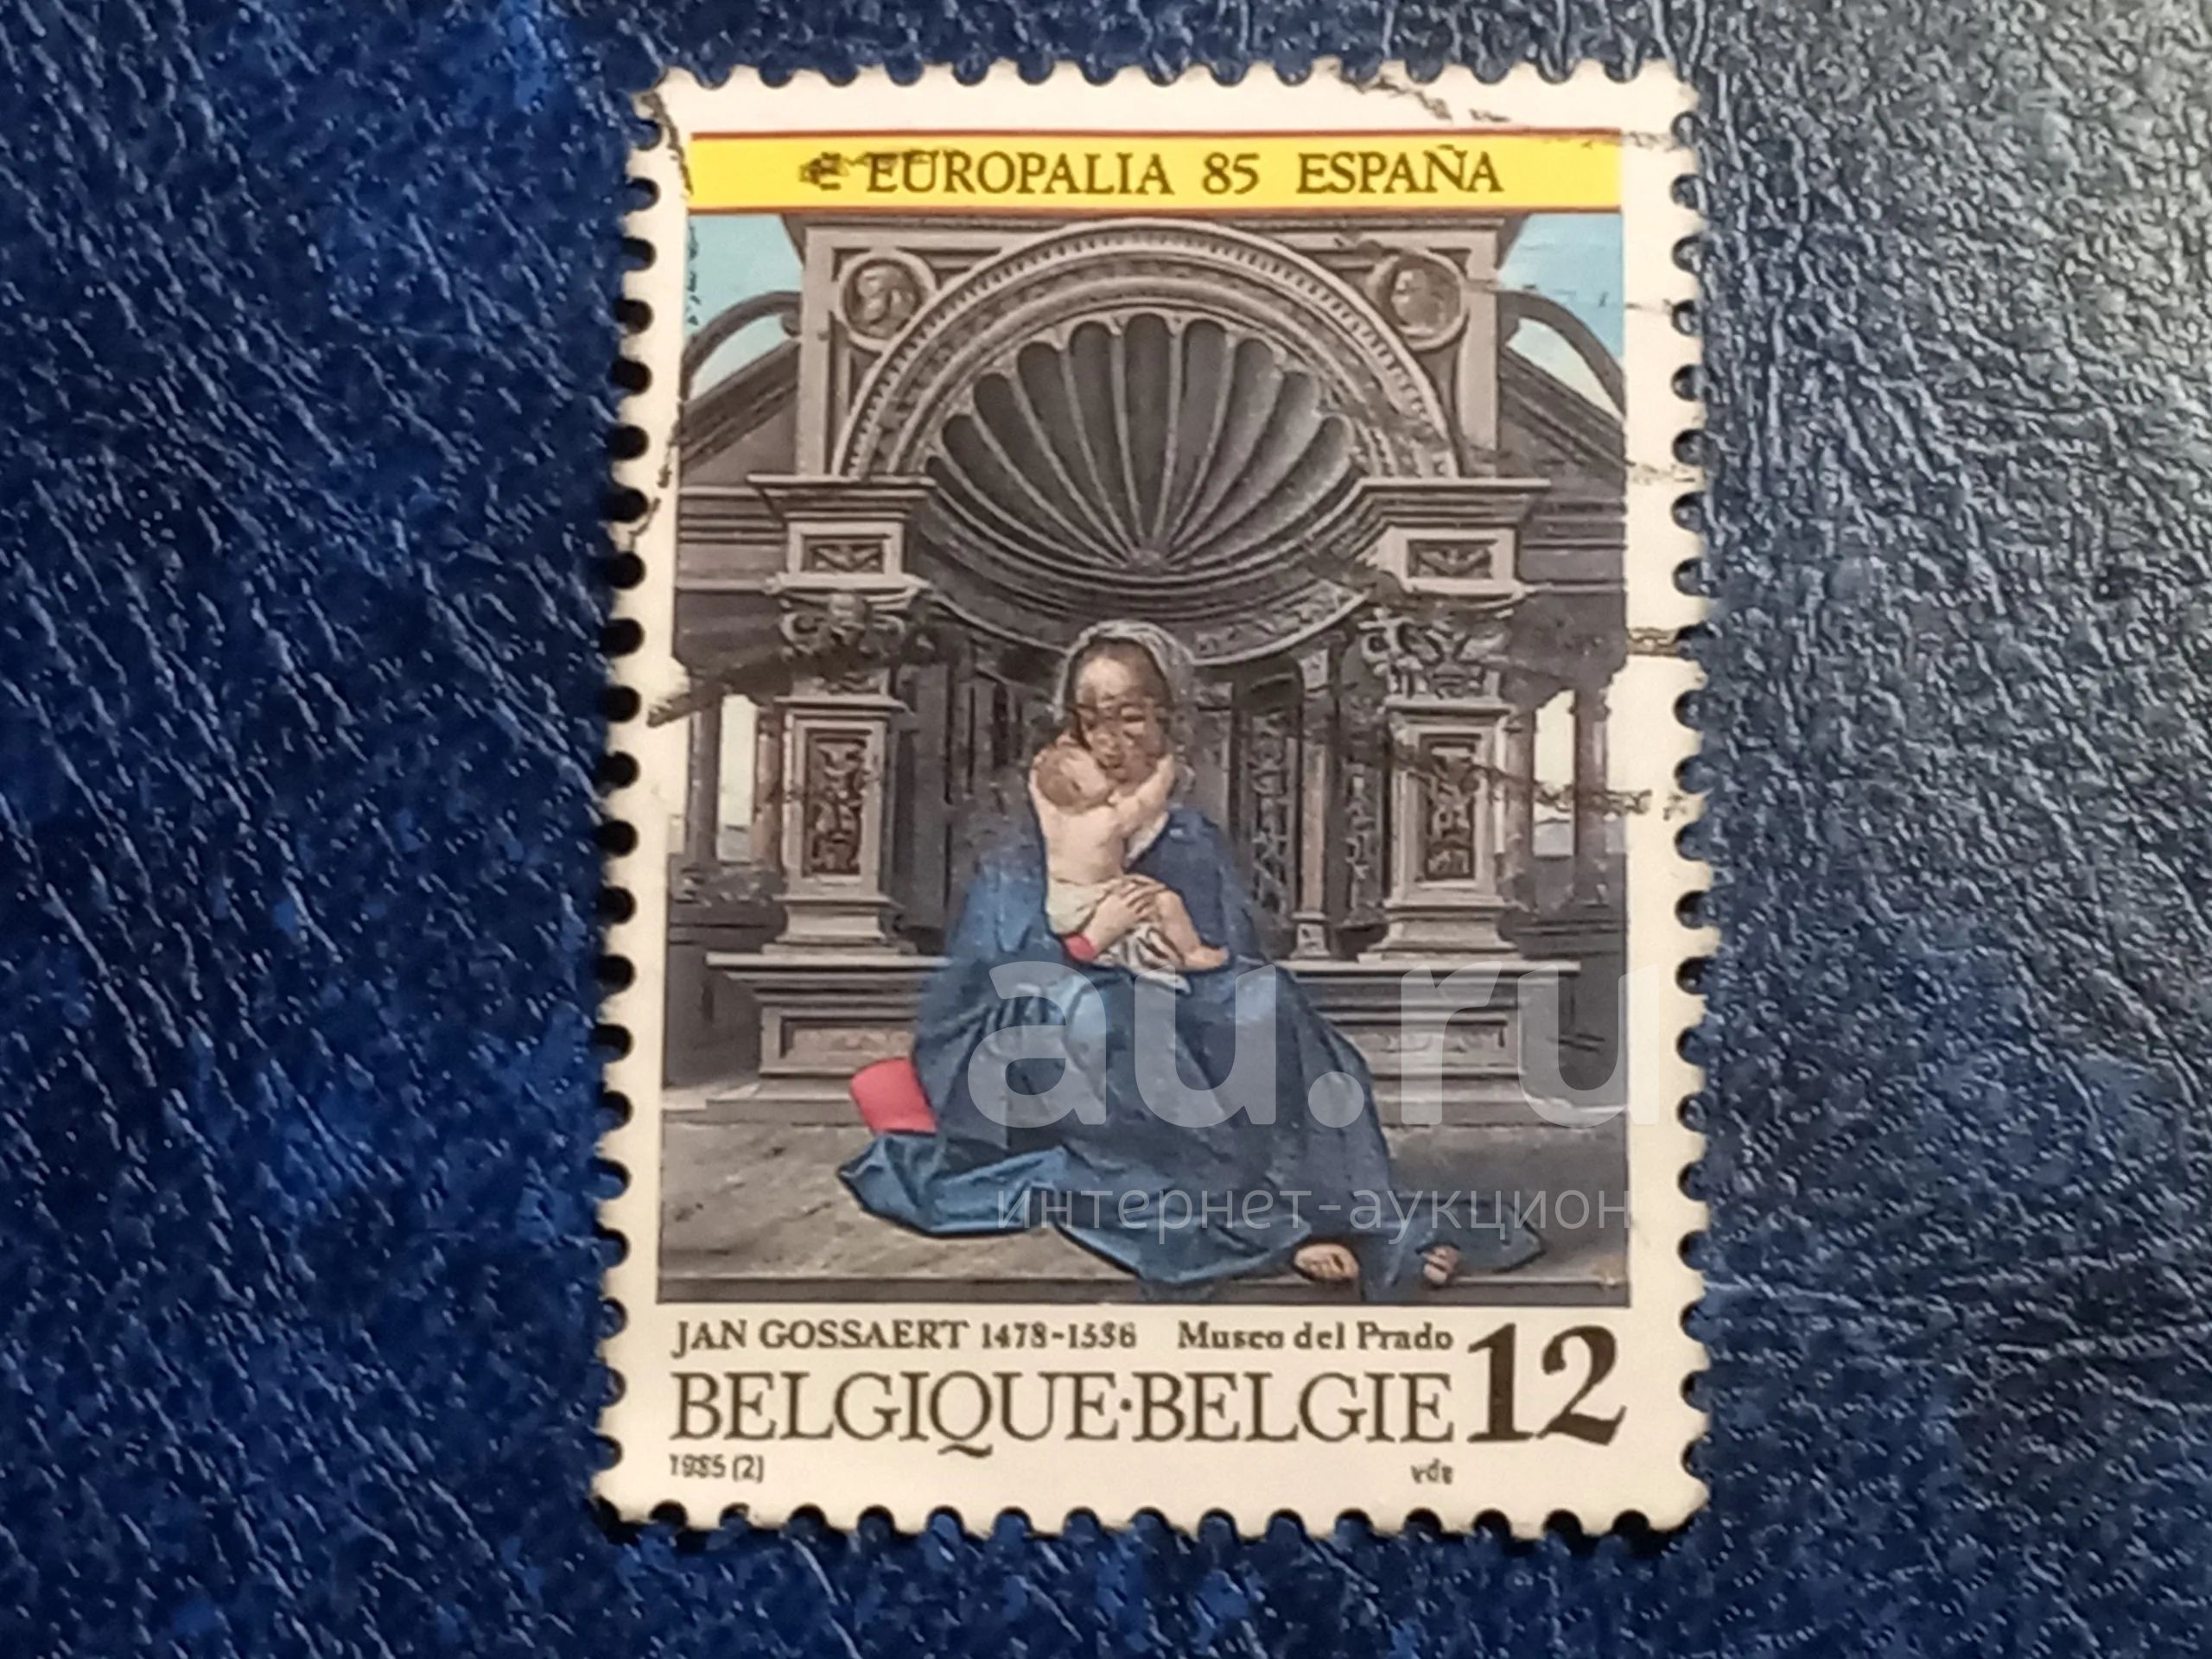 EUROPALIA 85 ESPAÑA
au.ru
интернет-аукцион
JAN GOSSAERT 1478-1536 Museo del Prado
BELGIQUE·BELGIE 12
1985 (2) vda